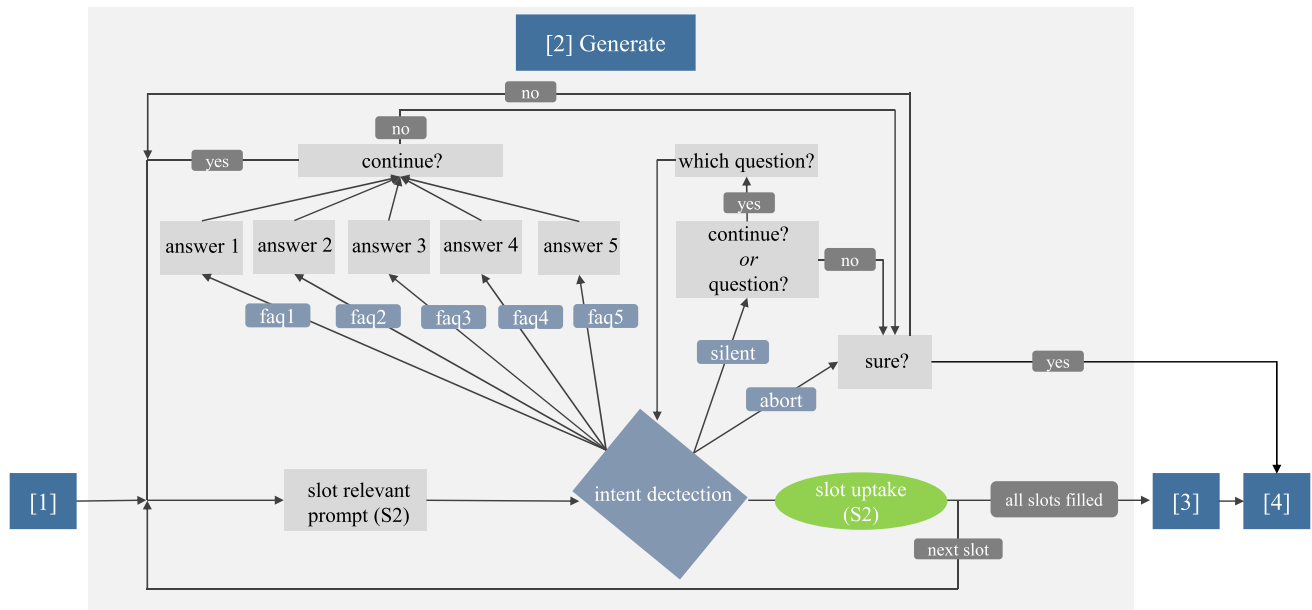 [2] Generate
no
no
yes
continue?
which question?
yes
answer 1
answer 2
answer 3
answer 4
answer 5
continue?
or
question?
no
faq1
faq2
faq3
faq4
faq5
silent
sure?
yes
abort
[1]
slot relevant
prompt (S2)
intent dectection
slot uptake
(S2)
all slots filled
[3]
[4]
next slot